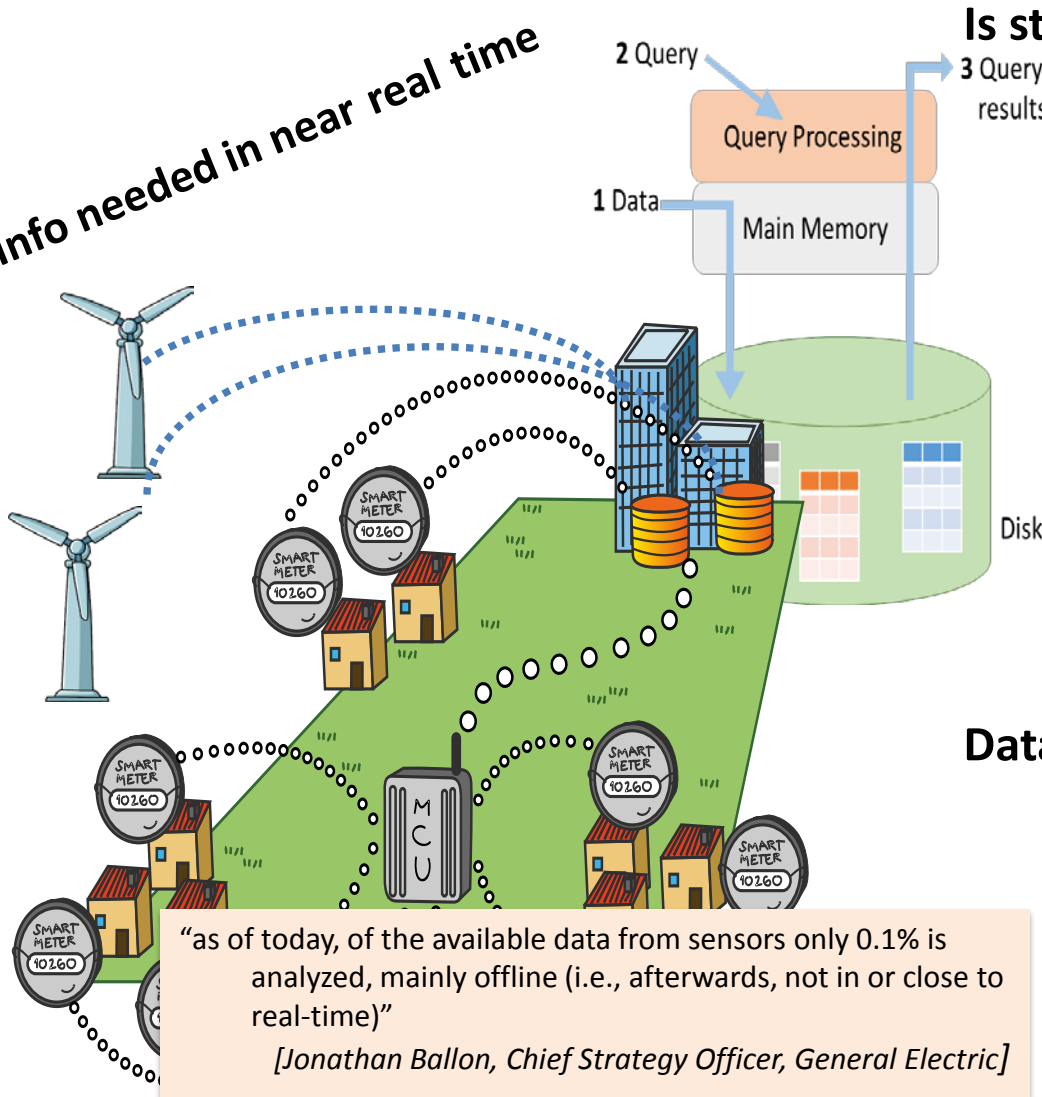 Info needed in near real time
Is st
2 Query
3 Query
results
Query Processing
1 Data
Main Memory
Disk
SMART
METER
10260
SMART
METER
10260
Data
SMART
METER
10260
SMART
METER
10260
SMART
METER
10260
SMART
METER
10260
MCU
“as of today, of the available data from sensors only 0.1% is
analyzed, mainly offline (i.e., afterwards, not in or close to
real-time)”
[Jonathan Ballon, Chief Strategy Officer, General Electric]